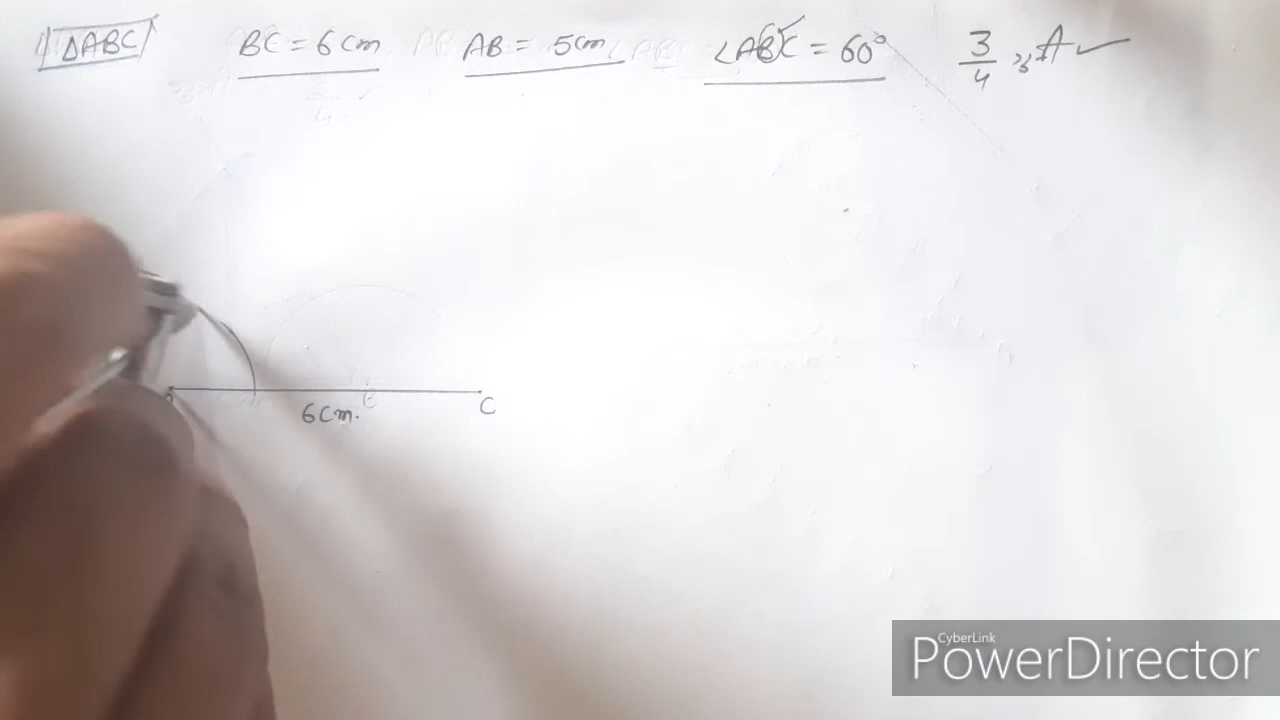 ΔABC BC = 6 cm AB = 5cm ∠ABC = 60° 3/4 A
6cm. C
CyberLink
PowerDirector